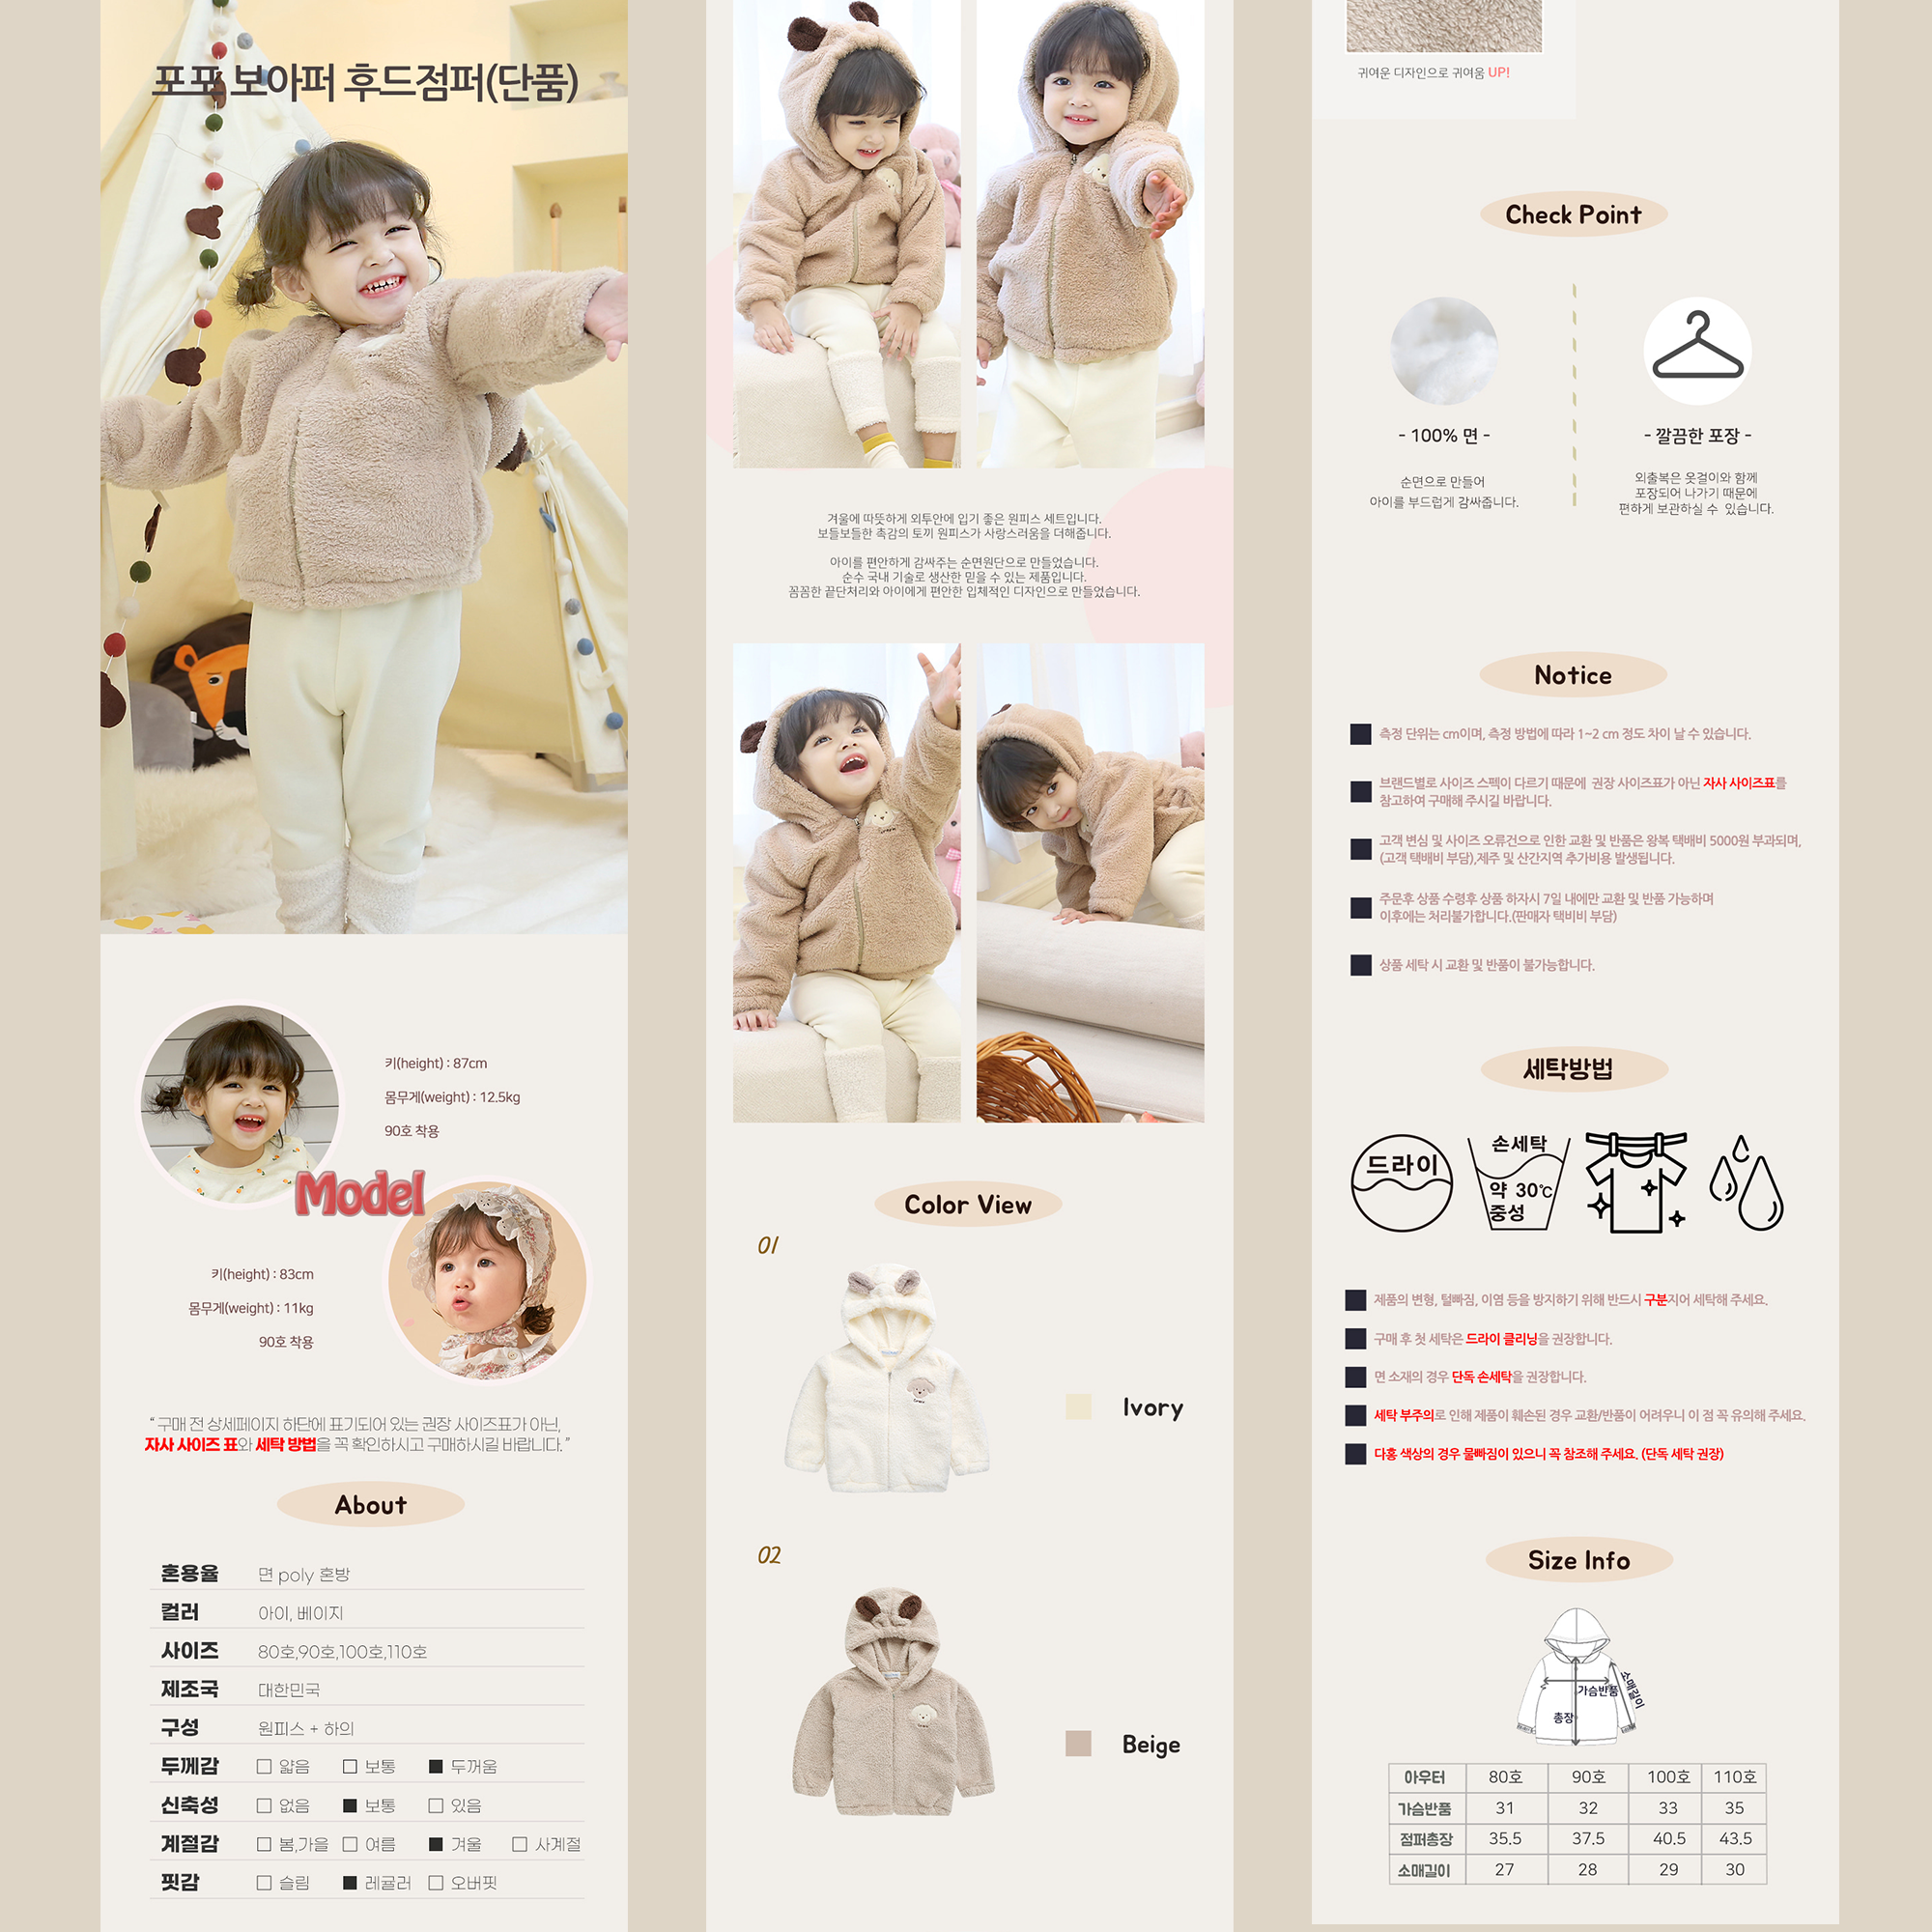 포포 보아퍼 후드점퍼(단품)
키(height) : 87cm
몸무게(weight) : 12.5kg
90호 착용
Model
키(height) : 83cm
몸무게(weight) : 11kg
90호 착용
“ 구매 전 상세페이지 하단에 표기되어 있는 권장 사이즈표가 아닌,
자사 사이즈 표와 세탁 방법을 꼭 확인하시고 구매하시길 바랍니다. ”
About
혼용율 면 poly 혼방
컬러 아이, 베이지
사이즈 80호,90호,100호,110호
제조국 대한민국
구성 원피스 + 하의
두께감 □ 얇음 □ 보통 ■ 두꺼움
신축성 □ 없음 ■ 보통 □ 있음
계절감 □ 봄,가을 □ 여름 ■ 겨울 □ 사계절
핏감 □ 슬림 ■ 레귤러 □ 오버핏
겨울에 따뜻하게 외투안에 입기 좋은 원피스 세트입니다.
보들보들한 촉감의 토끼 원피스가 사랑스러움을 더해줍니다.
아이를 편안하게 감싸주는 순면원단으로 만들었습니다.
순수 국내 기술로 생산한 믿을 수 있는 제품입니다.
꼼꼼한 끝단처리와 아이에게 편안한 입체적인 디자인으로 만들었습니다.
Color View
01
Ivory
02
Beige
귀여운 디자인으로 귀여움 UP!
Check Point
- 100% 면 -
순면으로 만들어
아이를 부드럽게 감싸줍니다.
- 깔끔한 포장 -
외출복은 옷걸이와 함께
포장되어 나가기 때문에
편하게 보관하실 수 있습니다.
Notice
측정 단위는 cm이며, 측정 방법에 따라 1~2 cm 정도 차이 날 수 있습니다.
브랜드별로 사이즈 스펙이 다르기 때문에 권장 사이즈표가 아닌 자사 사이즈표를
참고하여 구매해 주시길 바랍니다.
고객 변심 및 사이즈 오류건으로 인한 교환 및 반품은 왕복 택배비 5000원 부과되며,
(고객 택배비 부담),제주 및 산간지역 추가비용 발생됩니다.
주문후 상품 수령후 상품 하자시 7일 내에만 교환 및 반품 가능하며
이후에는 처리불가합니다.(판매자 택비비 부담)
상품 세탁 시 교환 및 반품이 불가능합니다.
세탁방법
드라이
손세탁
약 30℃
중성
제품의 변형, 털빠짐, 이염 등을 방지하기 위해 반드시 구분지어 세탁해 주세요.
구매 후 첫 세탁은 드라이 클리닝을 권장합니다.
면 소재의 경우 단독 손세탁을 권장합니다.
세탁 부주의로 인해 제품이 훼손된 경우 교환/반품이 어려우니 이 점 꼭 유의해 주세요.
다홍 색상의 경우 물빠짐이 있으니 꼭 참조해 주세요. (단독 세탁 권장)
Size Info
소매길이
가슴반품
총장
아우터 80호 90호 100호 110호
가슴반품 31 32 33 35
점퍼총장 35.5 37.5 40.5 43.5
소매길이 27 28 29 30